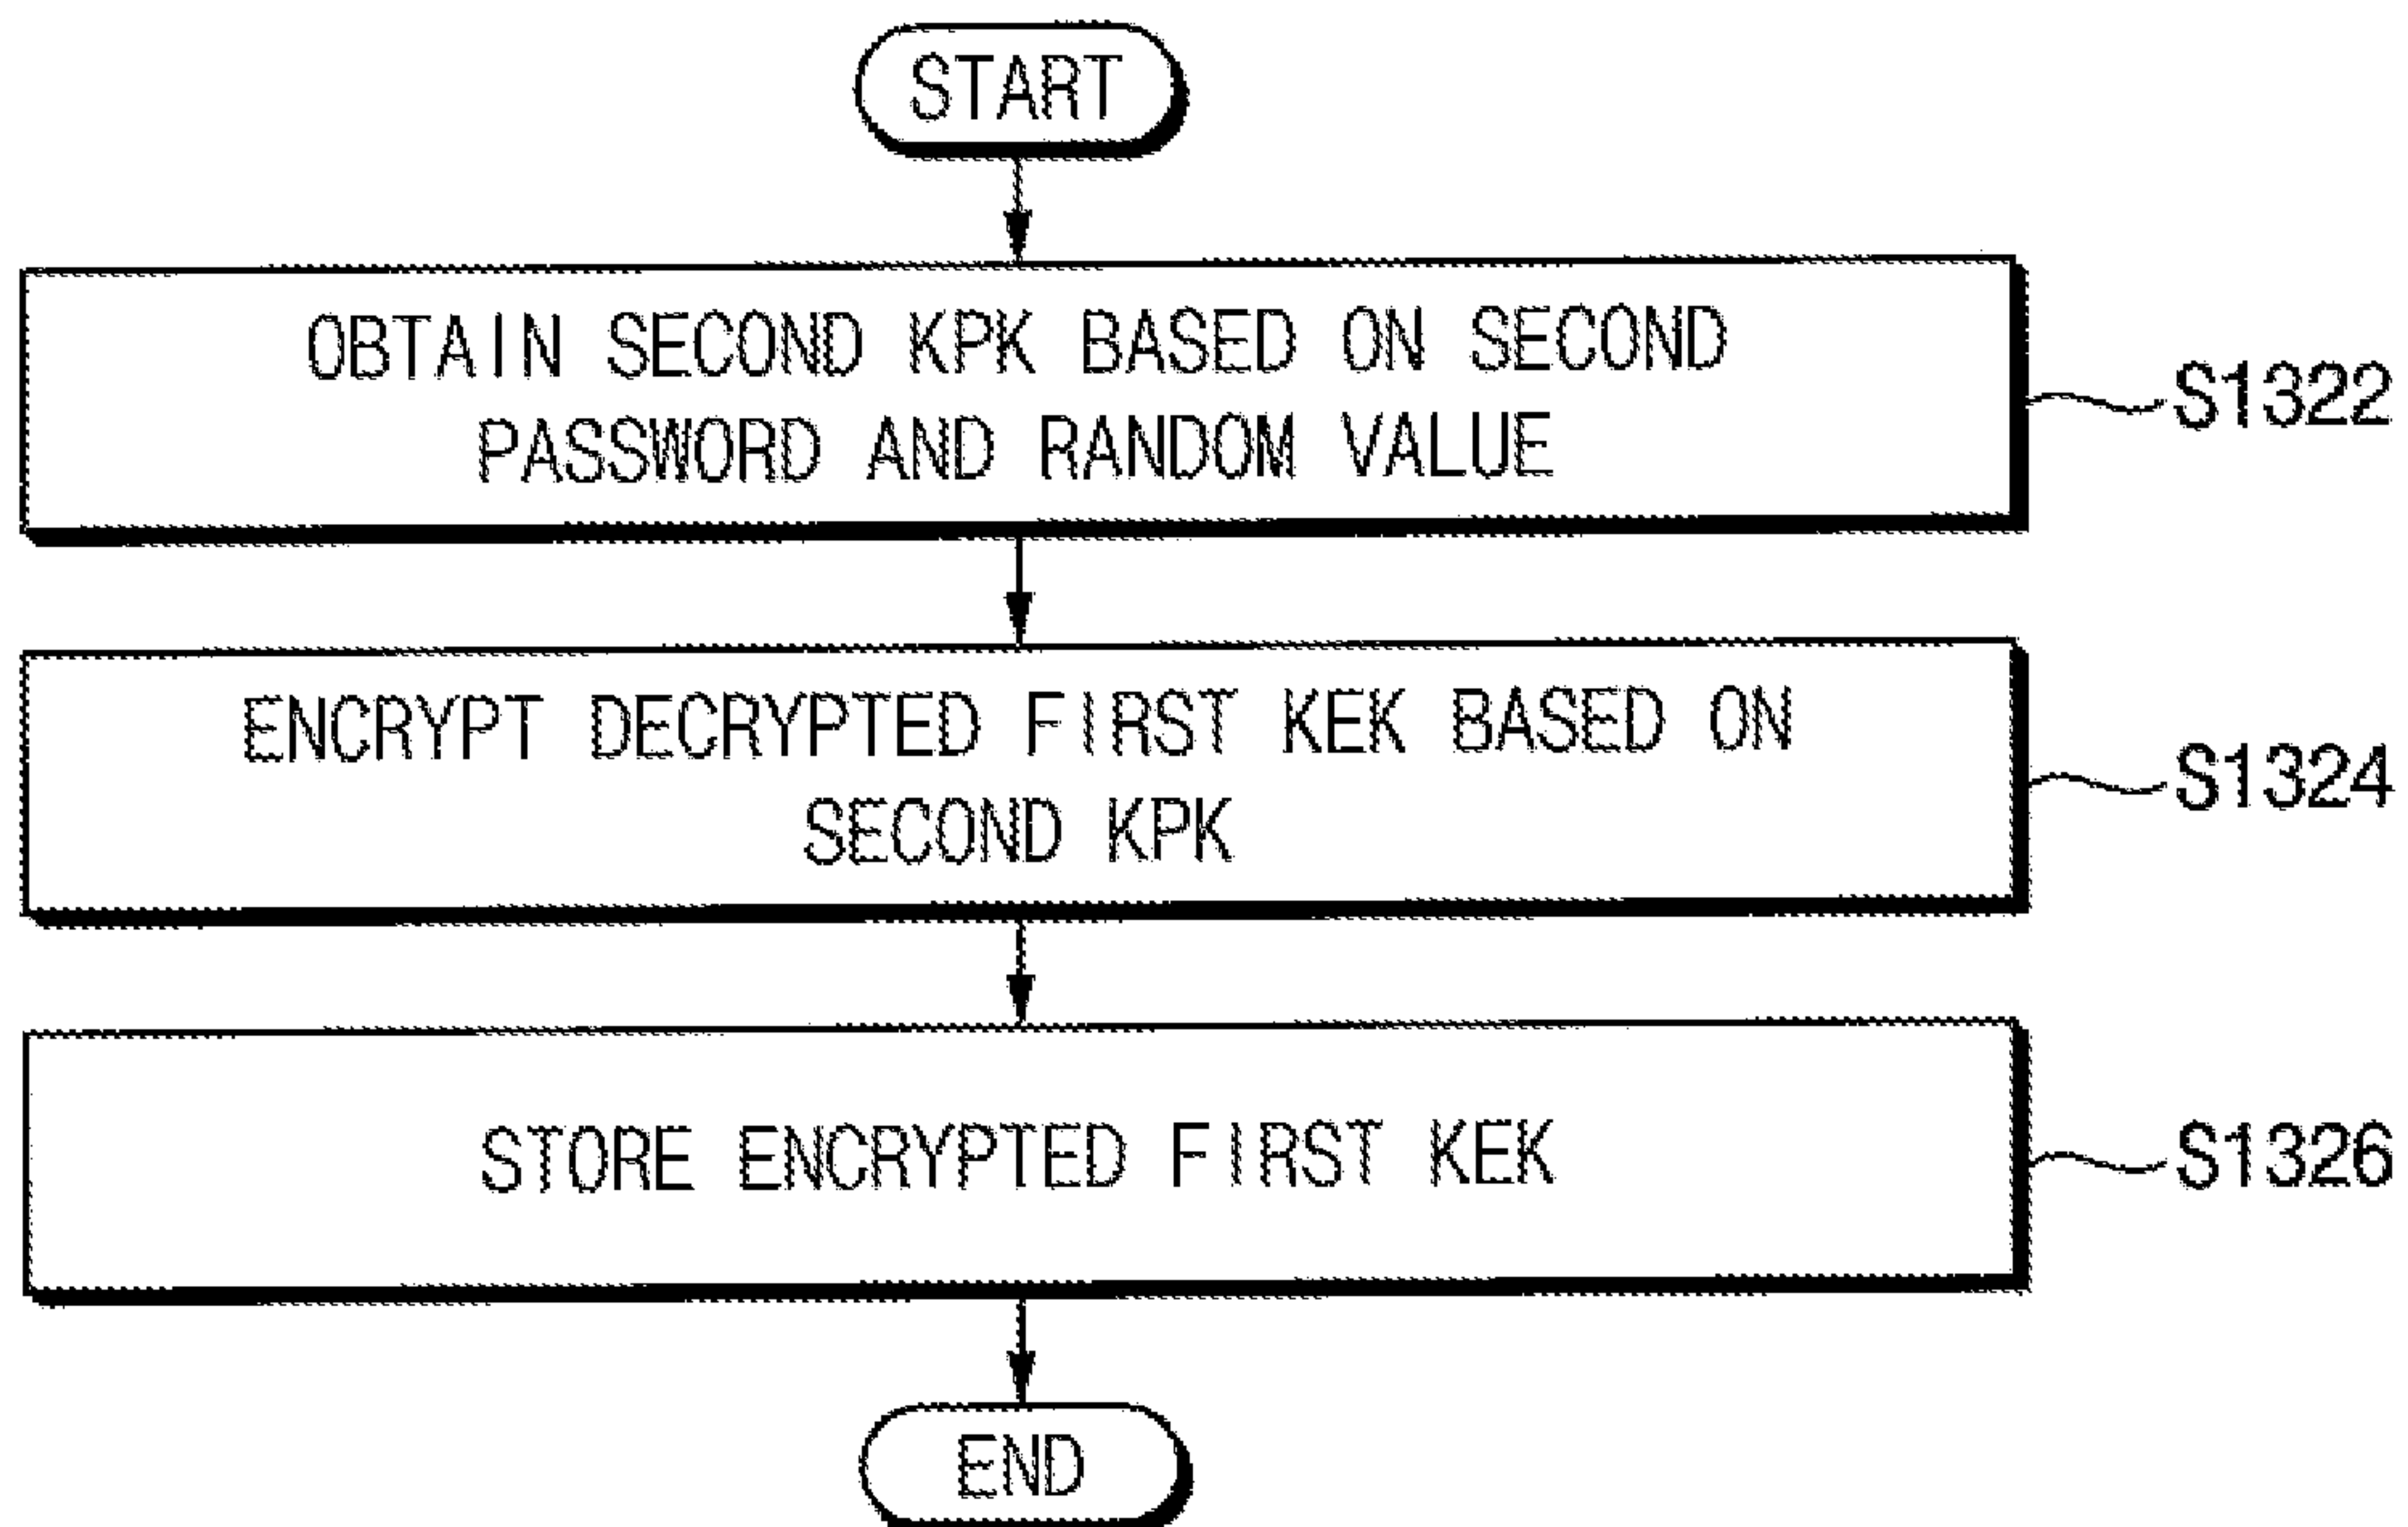 START
OBTAIN SECOND KPK BASED ON SECOND
PASSWORD AND RANDOM VALUE
S1322
ENCRYPT DECRYPTED FIRST KEK BASED ON
SECOND KPK
S1324
STORE ENCRYPTED FIRST KEK
S1326
END